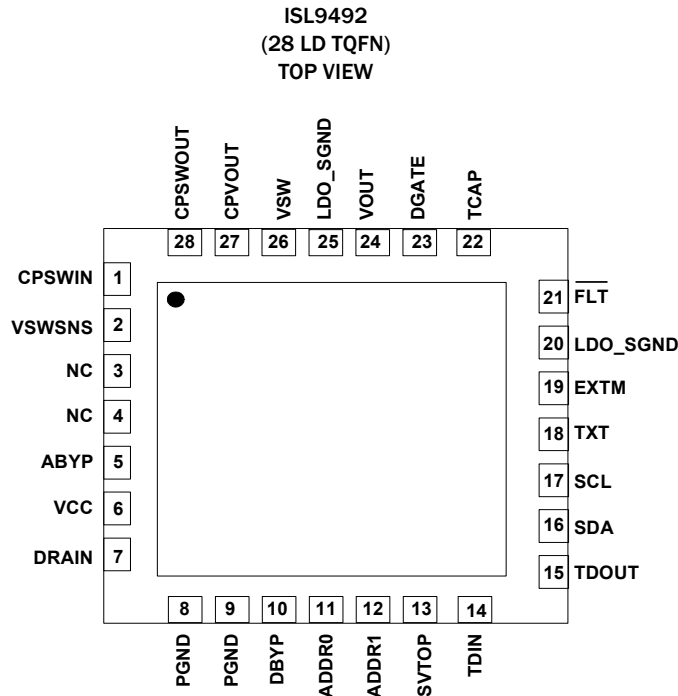 ISL9492
(28 LD TQFN)
TOP VIEW
CPSWOUT
CPVOUT
VSW
LDO_SGND
VOUT
DGATE
TCAP
28 27 26 25 24 23 22
CPSWIN 1
VSWSNS 2
NC 3
NC 4
ABYP 5
VCC 6
DRAIN 7
21 FLT
20 LDO_SGND
19 EXTM
18 TXT
17 SCL
16 SDA
15 TDOUT
8 9 10 11 12 13 14
PGND
PGND
DBYP
ADDR0
ADDR1
SVTOP
TDIN